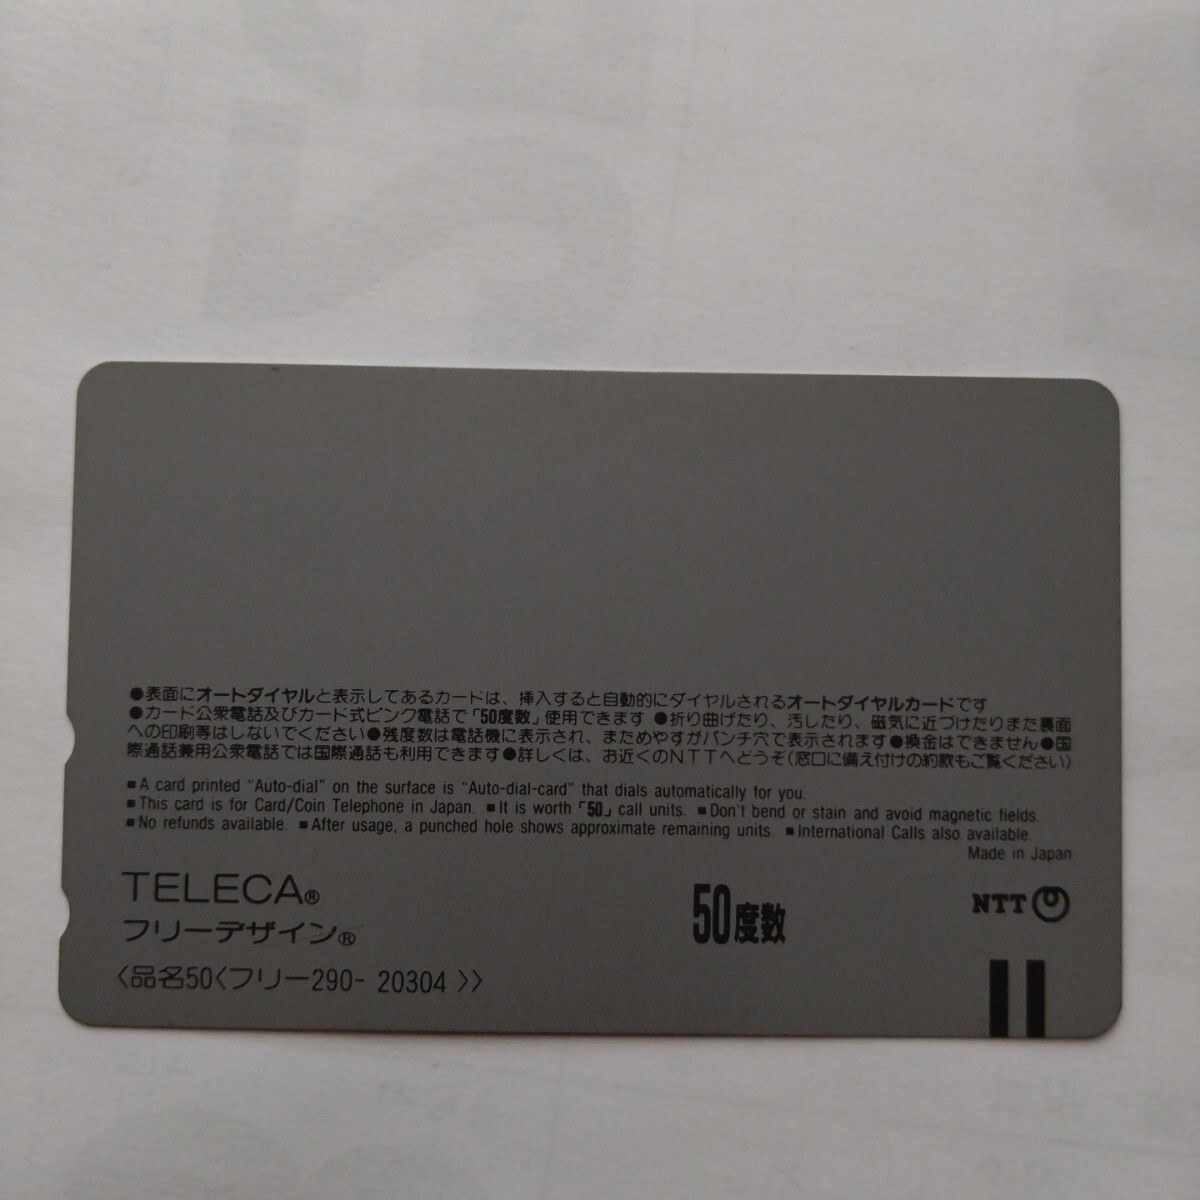 ●表面にオートダイヤルと表示してあるカードは、挿入すると自動的にダイヤルされるオートダイヤルカードです
●カード公衆電話及びカード式ピンク電話で「50度数」使用できます ●折り曲げたり、汚したり、磁気に近づけたりまた裏面
への印刷等はしないでください●残度数は電話機に表示され、まためやすがパンチ穴で表示されます●換金はできません●国
際通話兼用公衆電話では国際通話も利用できます●詳しくは、お近くのNTTへどうぞ(窓口に備え付けの約款もご覧ください)
■A card printed “Auto-dial” on the surface is “Auto-dial-card” that dials automatically for you.
■This card is for Card/Coin Telephone in Japan. ■It is worth「50」call units. ■Don't bend or stain and avoid magnetic fields.
■No refunds available. ■After usage, a punched hole shows approximate remaining units. ■International Calls also available.
Made in Japan
TELECA®
フリーデザイン®
50度数
NTT
〈品名50〈フリー290- 20304 〉〉